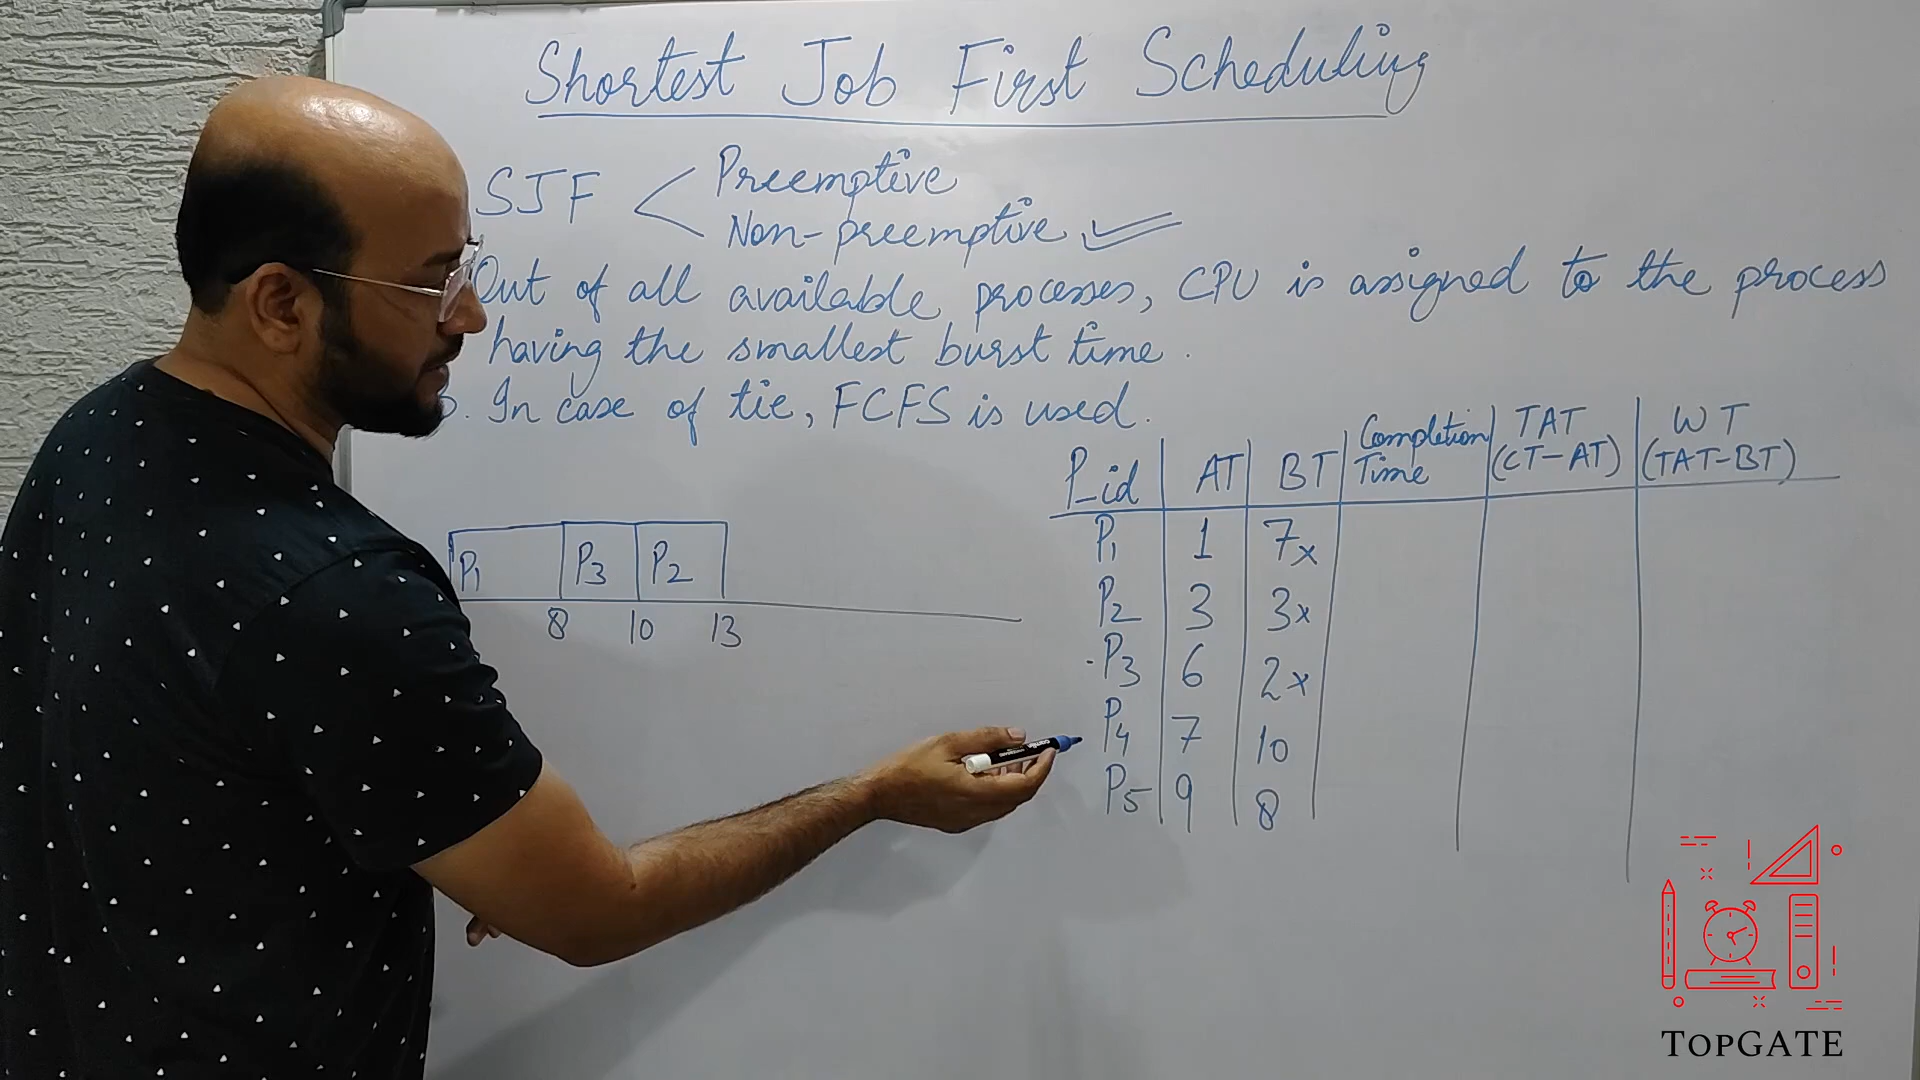 Shortest Job First Scheduling
SJF < Preemptive
Non-preemptive
Out of all available processes, CPU is assigned to the process
having the smallest burst time.
. In case of tie, FCFS is used.
P_id AT BT Completion Time TAT (CT-AT) WT (TAT-BT)
P1 1 7x
P2 3 3x
P3 6 2x
P4 7 10
P5 9 8
P1 P3 P2
8 10 13
TOPGATE